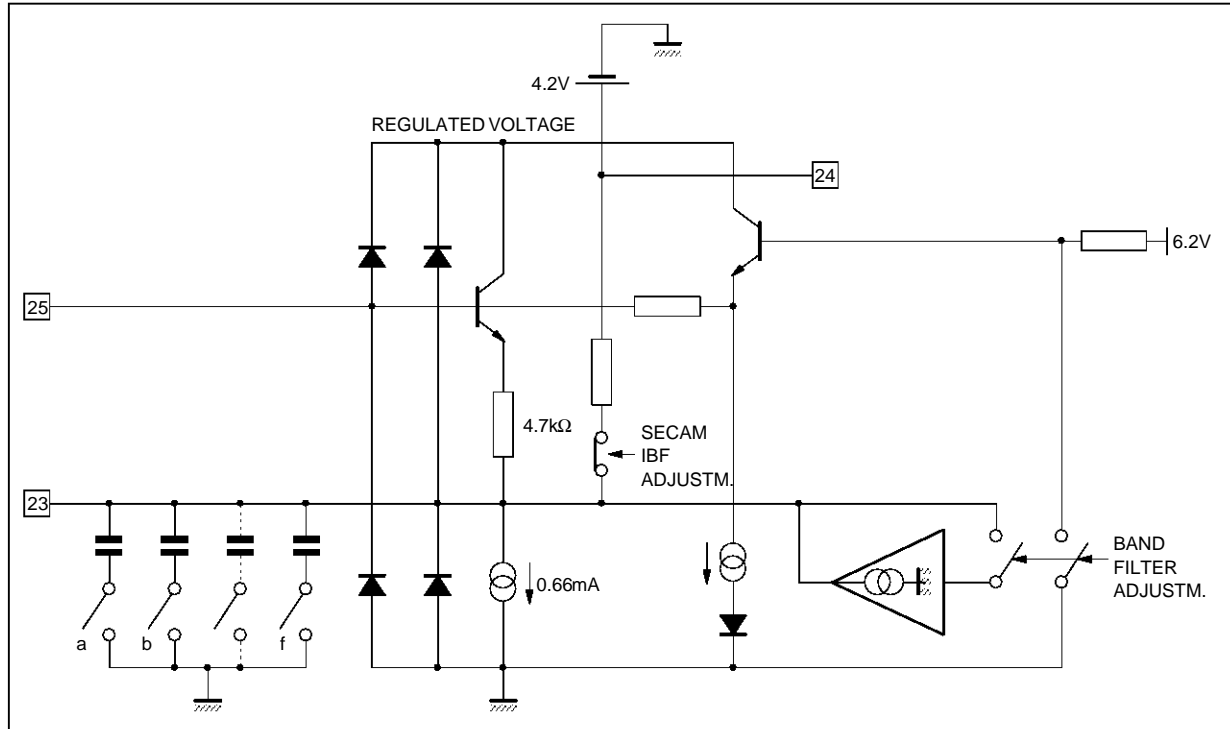 4.2V
REGULATED VOLTAGE
24
6.2V
25
4.7kΩ
SECAM
IBF
ADJUSTM.
23
BAND
FILTER
ADJUSTM.
0.66mA
a
b
f